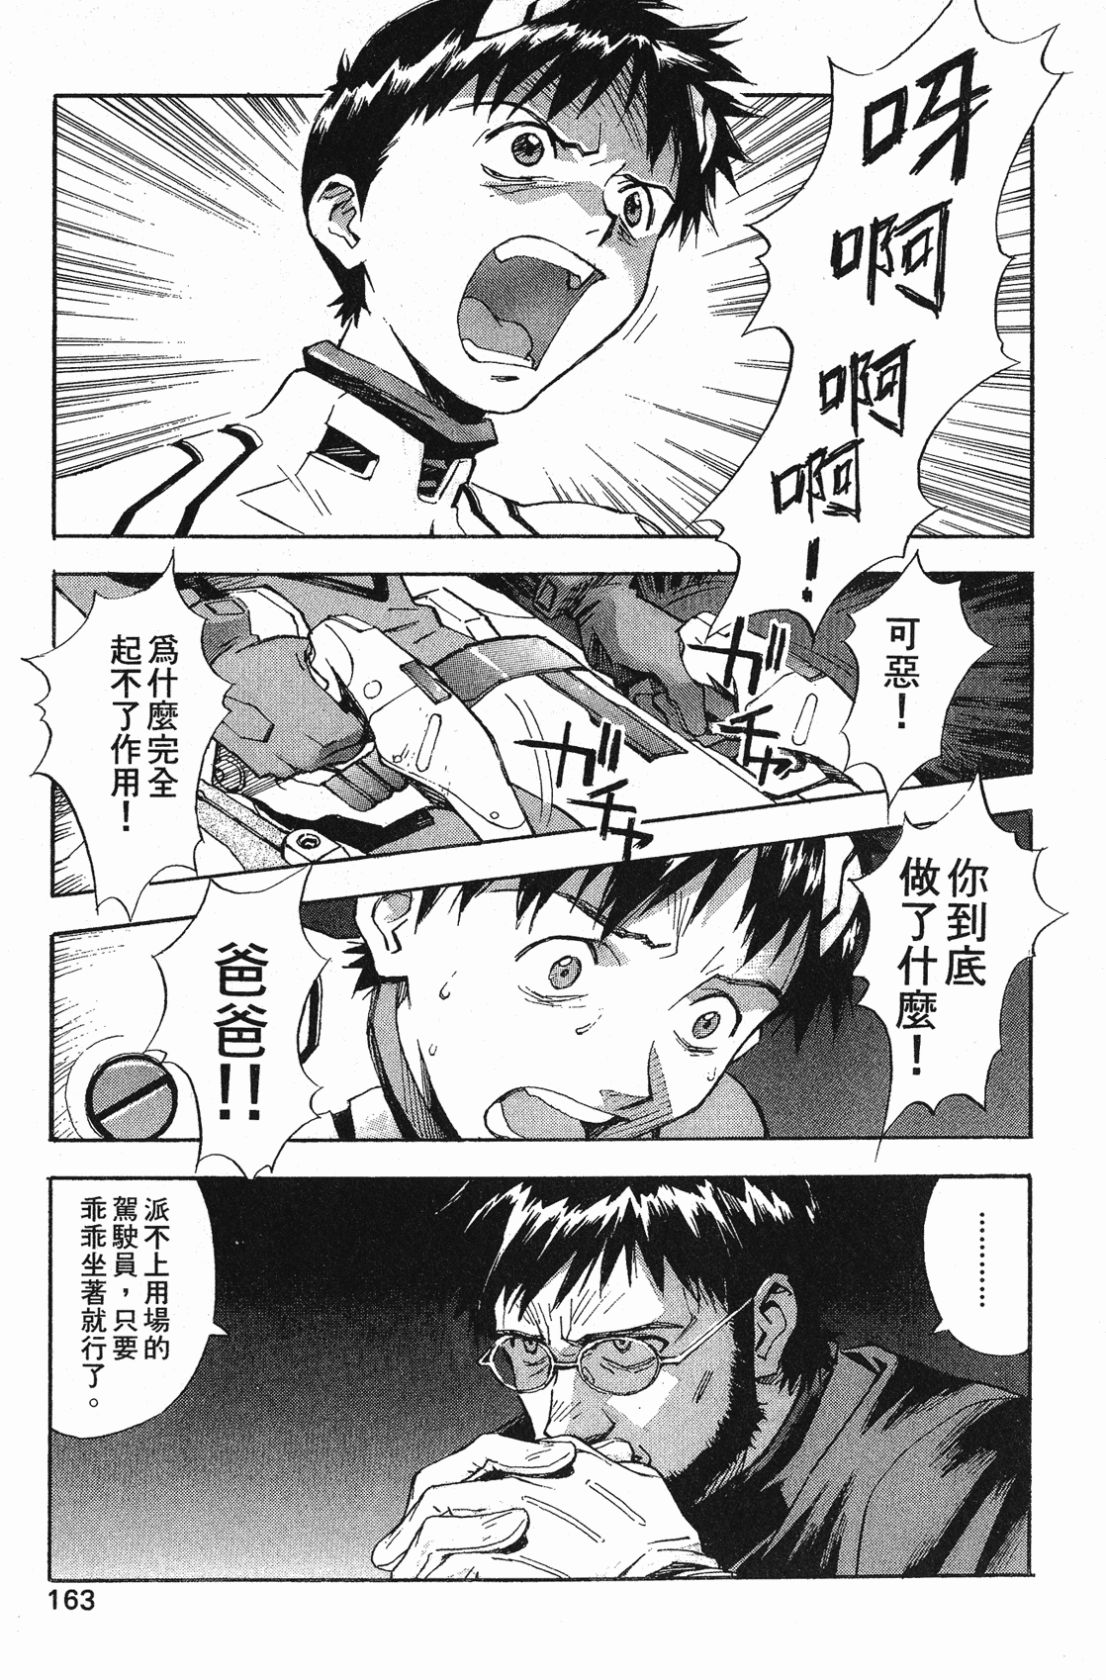 呀
啊
啊
啊！
可惡！
ガ
チャ
ガ
チャ
爲什麼完全
起不了作用！
你到底
做了什麼！
爸爸!!
…………
派不上用場的
駕駛員，只要
乖乖坐著就行了。
163